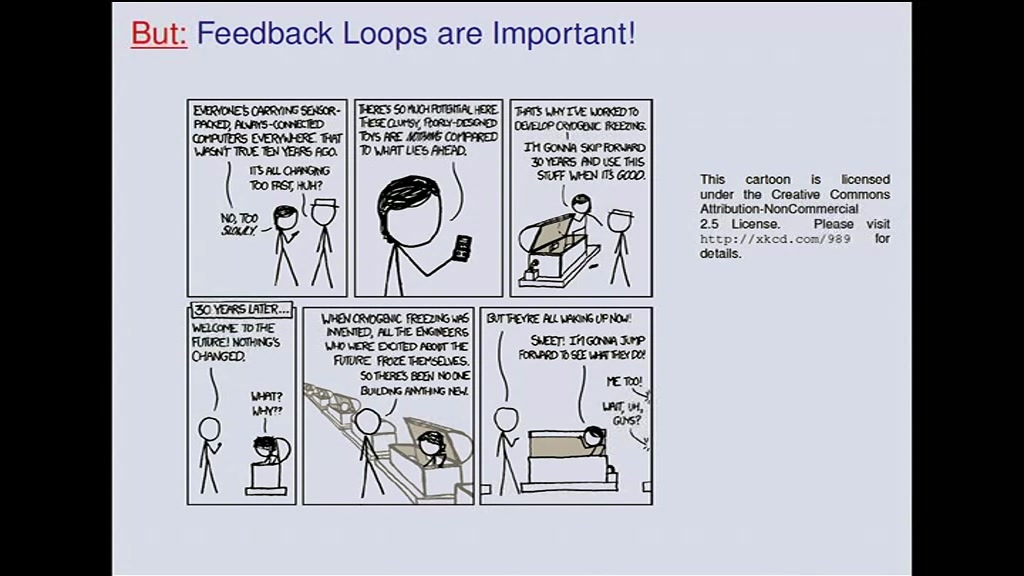 But: Feedback Loops are Important!
EVERYONE'S CARRYING SENSOR-
PACKED, ALWAYS-CONNECTED
COMPUTERS EVERYWHERE. THAT
WASN'T TRUE TEN YEARS AGO.
IT'S ALL CHANGING
TOO FAST, HUH?
NO, TOO
SLOWLY.
THERE'S SO MUCH POTENTIAL HERE.
THESE CLUMSY, POORLY-DESIGNED
TOYS ARE NOTHING COMPARED
TO WHAT LIES AHEAD.
THAT'S WHY I'VE WORKED TO
DEVELOP CRYOGENIC FREEZING.
I'M GONNA SKIP FORWARD
30 YEARS AND USE THIS
STUFF WHEN IT'S GOOD.
This cartoon is licensed
under the Creative Commons
Attribution-NonCommercial
2.5 License. Please visit
http://xkcd.com/989 for
details.
30 YEARS LATER...
WELCOME TO THE
FUTURE! NOTHING'S
CHANGED.
WHAT?
WHY??
WHEN CRYOGENIC FREEZING WAS
INVENTED, ALL THE ENGINEERS
WHO WERE EXCITED ABOUT THE
FUTURE FROZE THEMSELVES.
SO THERE'S BEEN NO ONE
BUILDING ANYTHING NEW.
BUT THEY'RE ALL WAKING UP NOW!
SWEET! I'M GONNA JUMP
FORWARD TO SEE WHAT THEY DO!
ME TOO!
WAIT, UH,
GUYS?